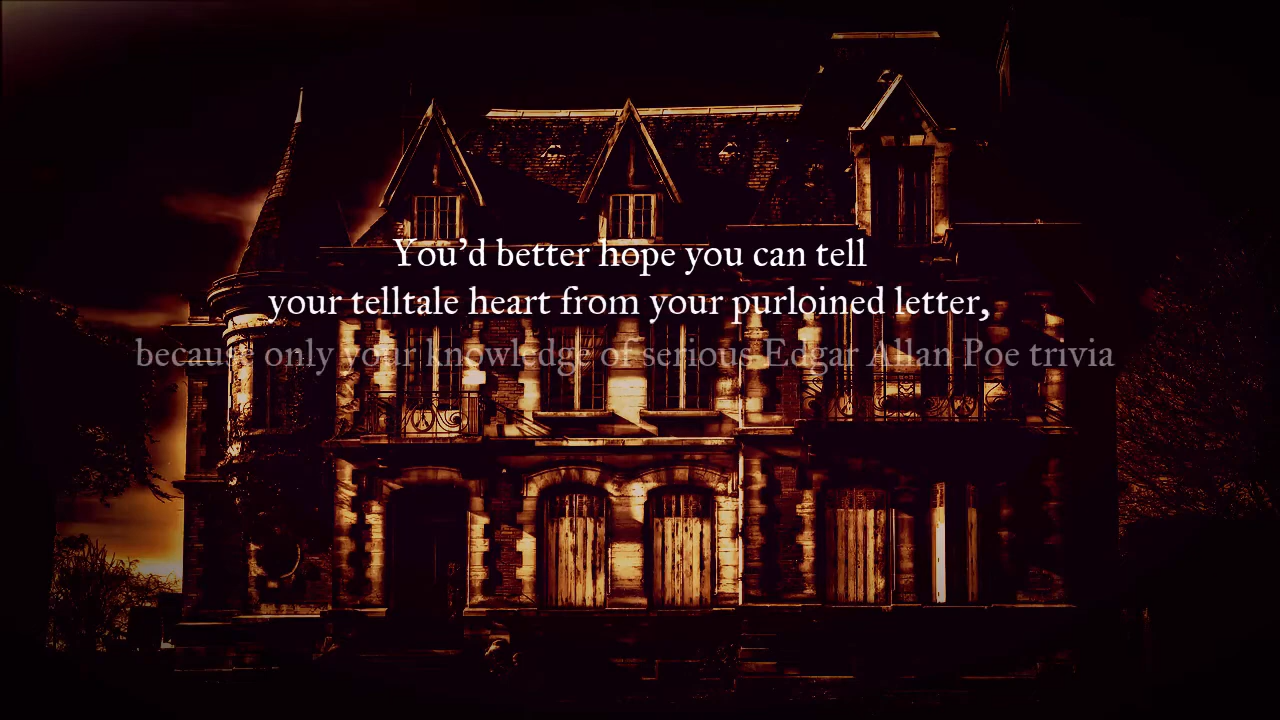 You'd better hope you can tell
your telltale heart from your purloined letter,
because only your knowledge of serious Edgar Allan Poe trivia